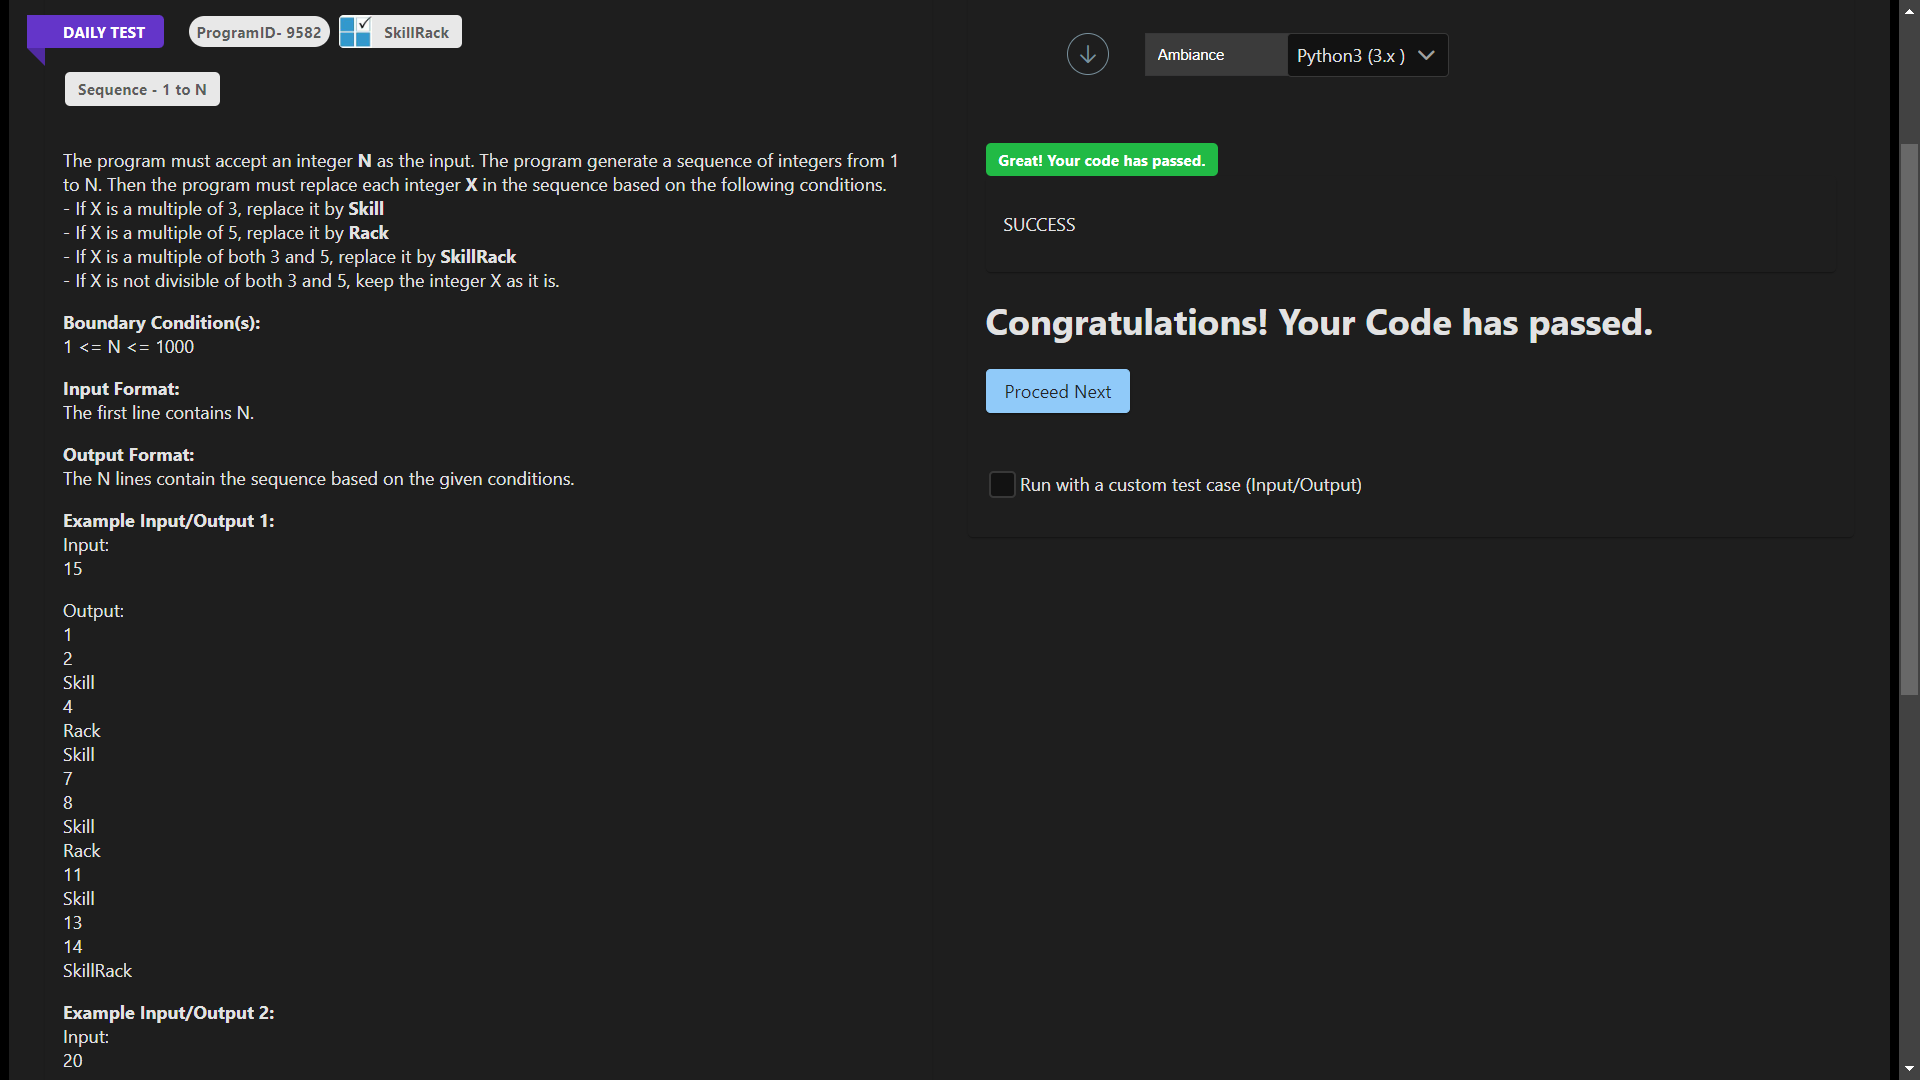 DAILY TEST
ProgramID- 9582
SkillRack
Sequence - 1 to N
The program must accept an integer N as the input. The program generate a sequence of integers from 1
to N. Then the program must replace each integer X in the sequence based on the following conditions.
- If X is a multiple of 3, replace it by Skill
- If X is a multiple of 5, replace it by Rack
- If X is a multiple of both 3 and 5, replace it by SkillRack
- If X is not divisible of both 3 and 5, keep the integer X as it is.
Boundary Condition(s):
1 <= N <= 1000
Input Format:
The first line contains N.
Output Format:
The N lines contain the sequence based on the given conditions.
Example Input/Output 1:
Input:
15
Output:
1
2
Skill
4
Rack
Skill
7
8
Skill
Rack
11
Skill
13
14
SkillRack
Example Input/Output 2:
Input:
20
Ambiance
Python3 (3.x )
Great! Your code has passed.
SUCCESS
Congratulations! Your Code has passed.
Proceed Next
Run with a custom test case (Input/Output)